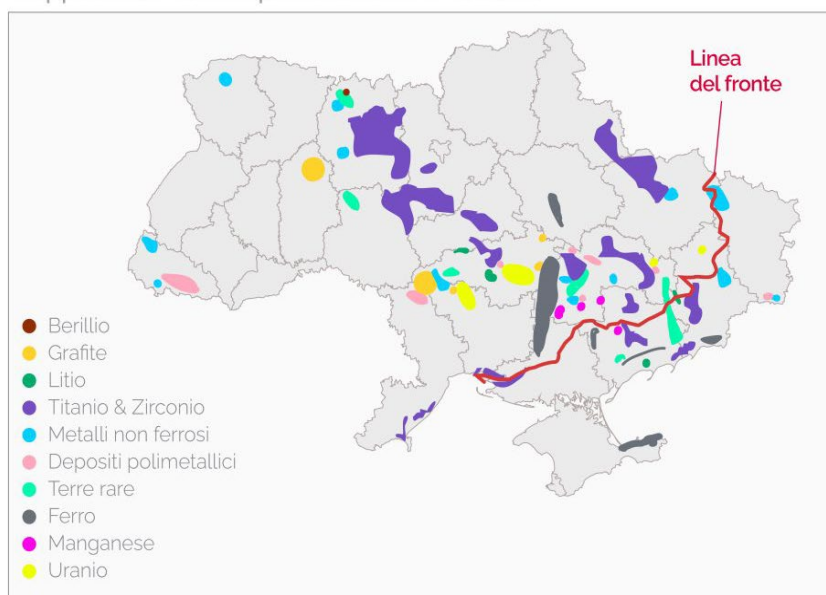 Linea
del fronte
Berillio
Grafite
Litio
Titanio & Zirconio
Metalli non ferrosi
Depositi polimetallici
Terre rare
Ferro
Manganese
Uranio